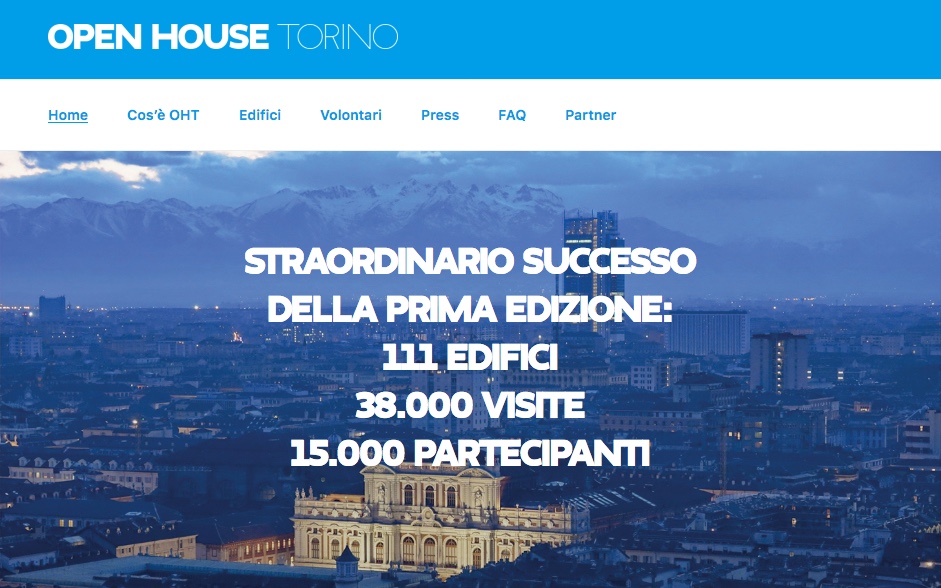 OPEN HOUSE TORINO
Home Cos'è OHT Edifici Volontari Press FAQ Partner
STRAORDINARIO SUCCESSO
DELLA PRIMA EDIZIONE:
111 EDIFICI
38.000 VISITE
15.000 PARTECIPANTI